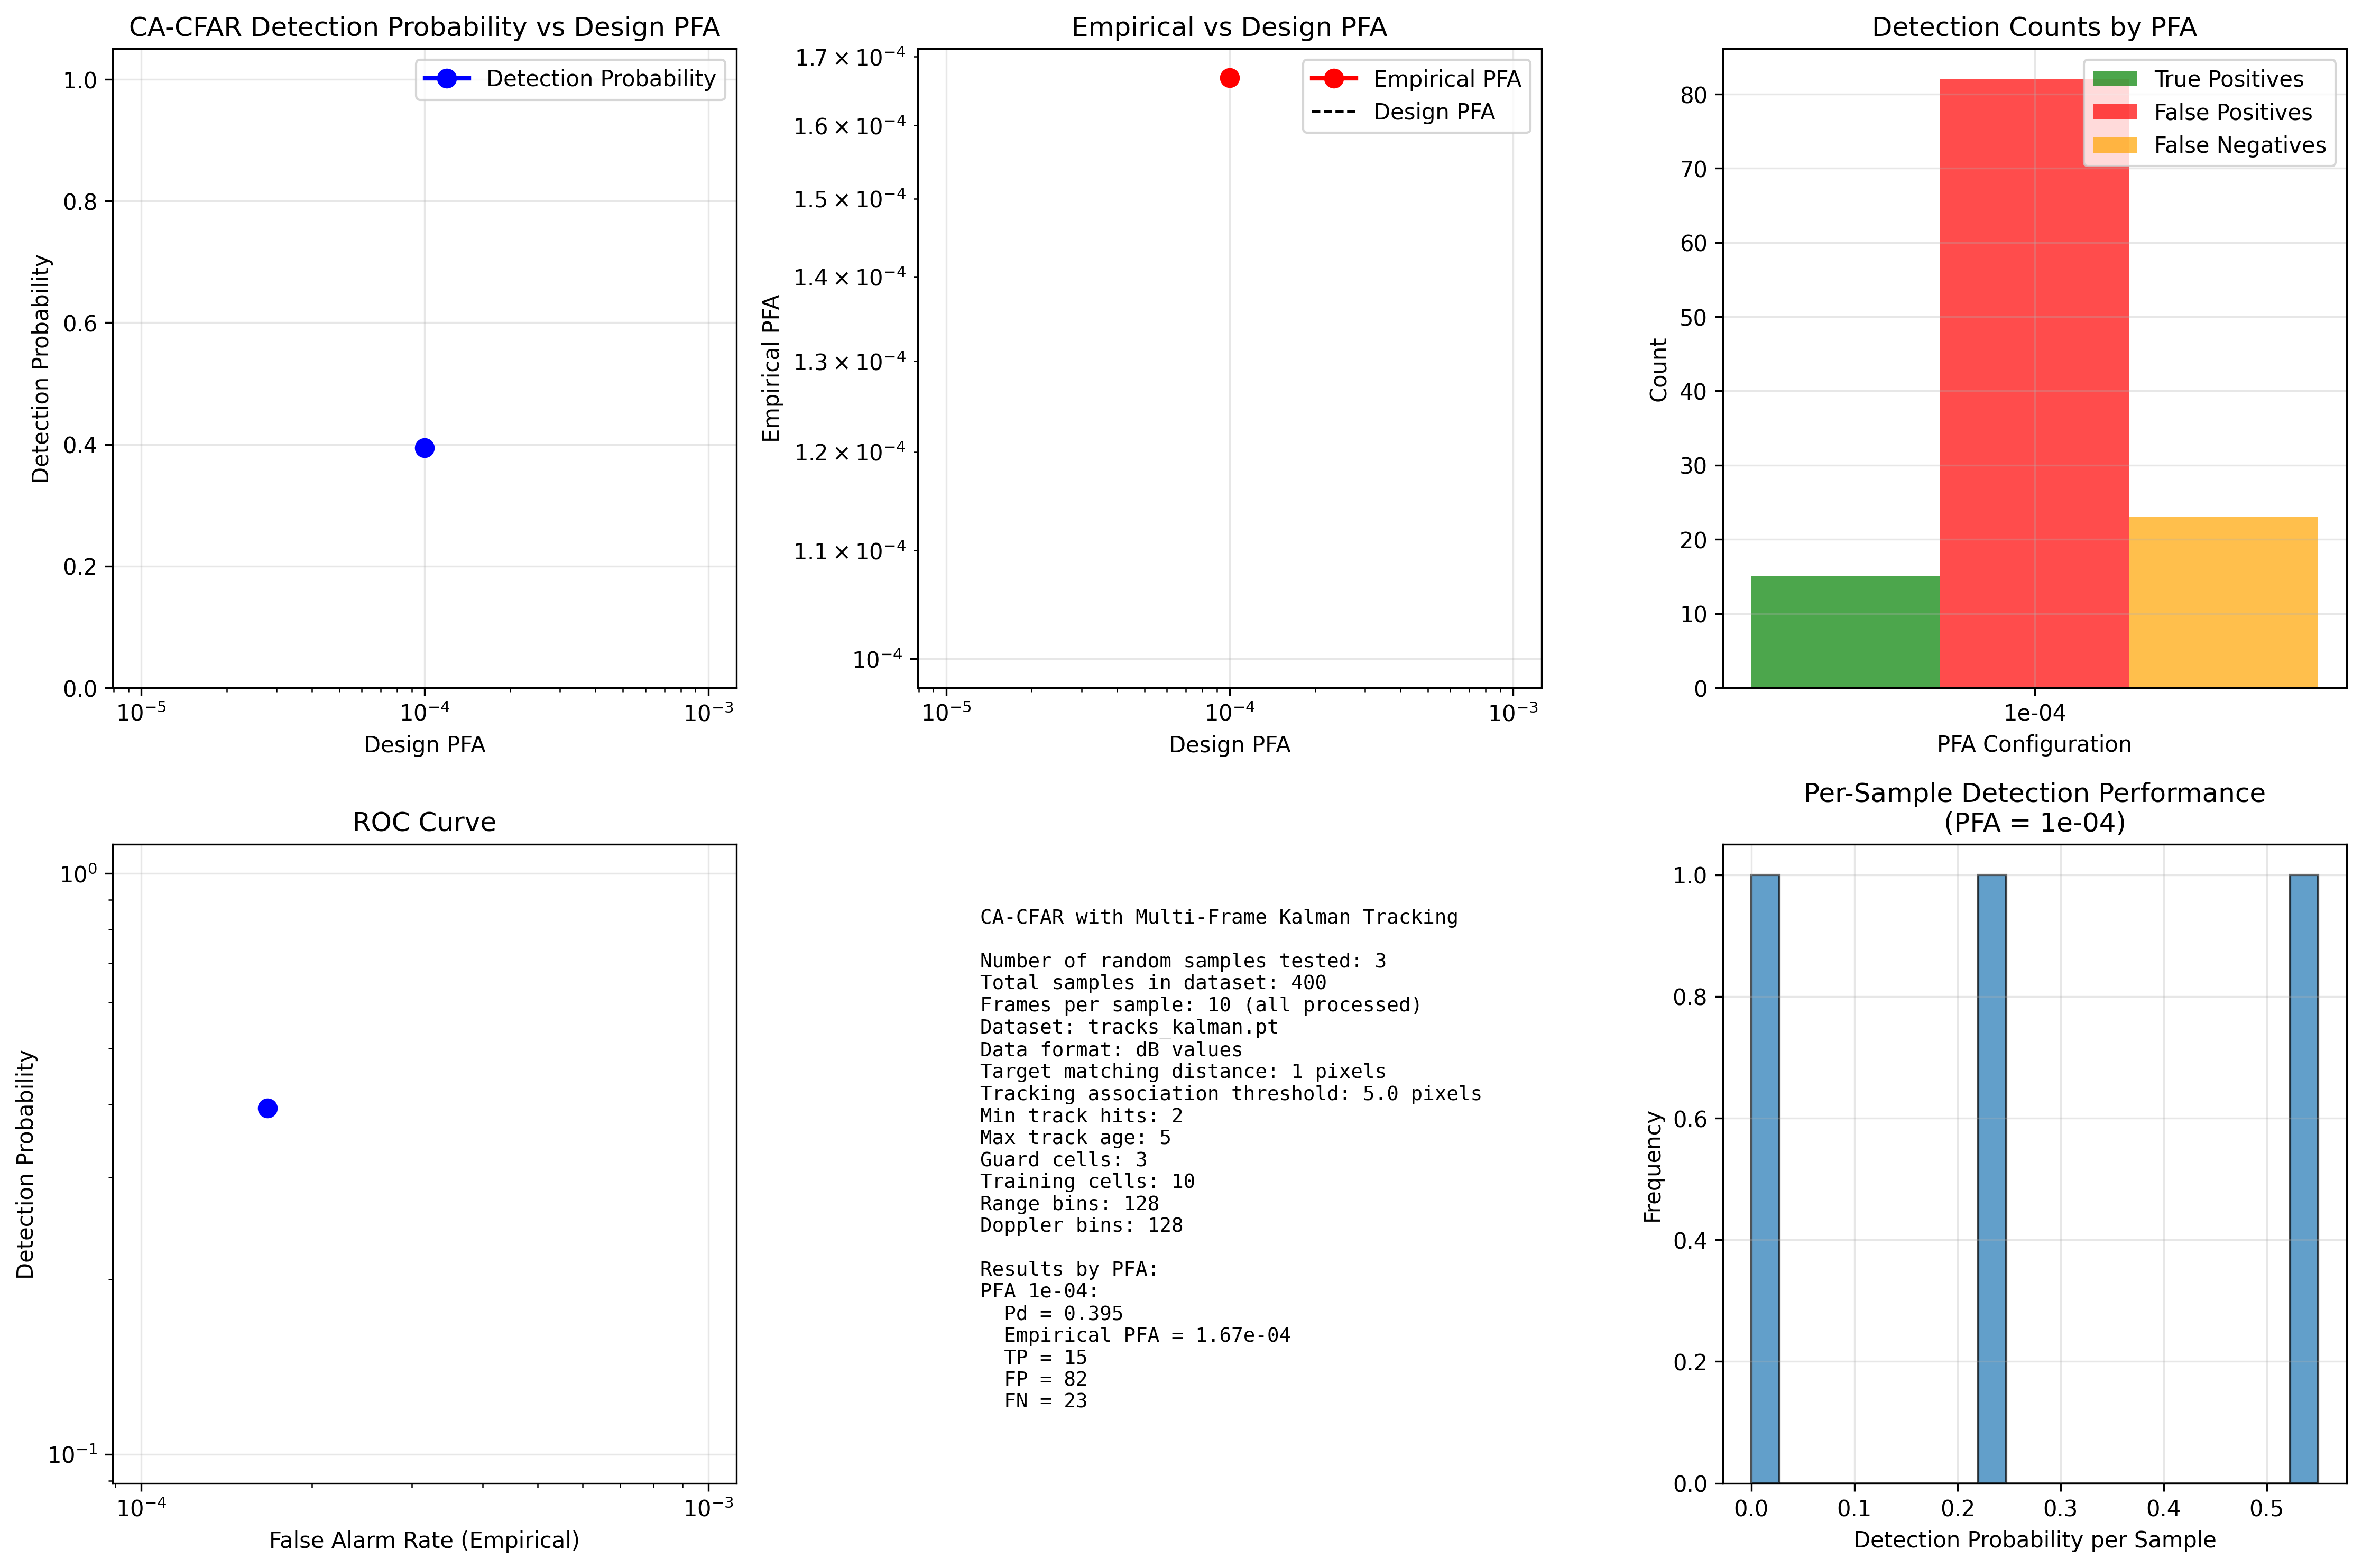 CA-CFAR Detection Probability vs Design PFA
Detection Probability
1.0
0.8
0.6
0.4
0.2
0.0
Detection Probability
10⁻⁵
10⁻⁴
10⁻³
Design PFA
Empirical vs Design PFA
Empirical PFA
1.7 × 10⁻⁴
1.6 × 10⁻⁴
1.5 × 10⁻⁴
1.4 × 10⁻⁴
1.3 × 10⁻⁴
1.2 × 10⁻⁴
1.1 × 10⁻⁴
10⁻⁴
Empirical PFA
Design PFA
10⁻⁵
10⁻⁴
10⁻³
Design PFA
Detection Counts by PFA
Count
80
70
60
50
40
30
20
10
0
True Positives
False Positives
False Negatives
1e-04
PFA Configuration
ROC Curve
Detection Probability
10⁰
10⁻¹
10⁻⁴
10⁻³
False Alarm Rate (Empirical)
CA-CFAR with Multi-Frame Kalman Tracking
Number of random samples tested: 3
Total samples in dataset: 400
Frames per sample: 10 (all processed)
Dataset: tracks_kalman.pt
Data format: dB values
Target matching distance: 1 pixels
Tracking association threshold: 5.0 pixels
Min track hits: 2
Max track age: 5
Guard cells: 3
Training cells: 10
Range bins: 128
Doppler bins: 128
Results by PFA:
PFA 1e-04:
Pd = 0.395
Empirical PFA = 1.67e-04
TP = 15
FP = 82
FN = 23
Per-Sample Detection Performance
(PFA = 1e-04)
Frequency
1.0
0.8
0.6
0.4
0.2
0.0
0.0
0.1
0.2
0.3
0.4
0.5
Detection Probability per Sample